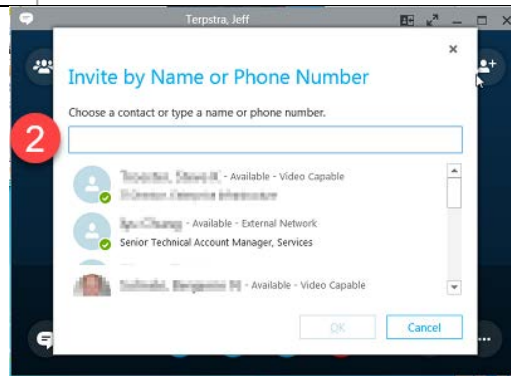 Terpstra, Jeff
Invite by Name or Phone Number
Choose a contact or type a name or phone number.
2
- Available - Video Capable
- Available - External Network
Senior Technical Account Manager, Services
- Available - Video Capable
OK
Cancel